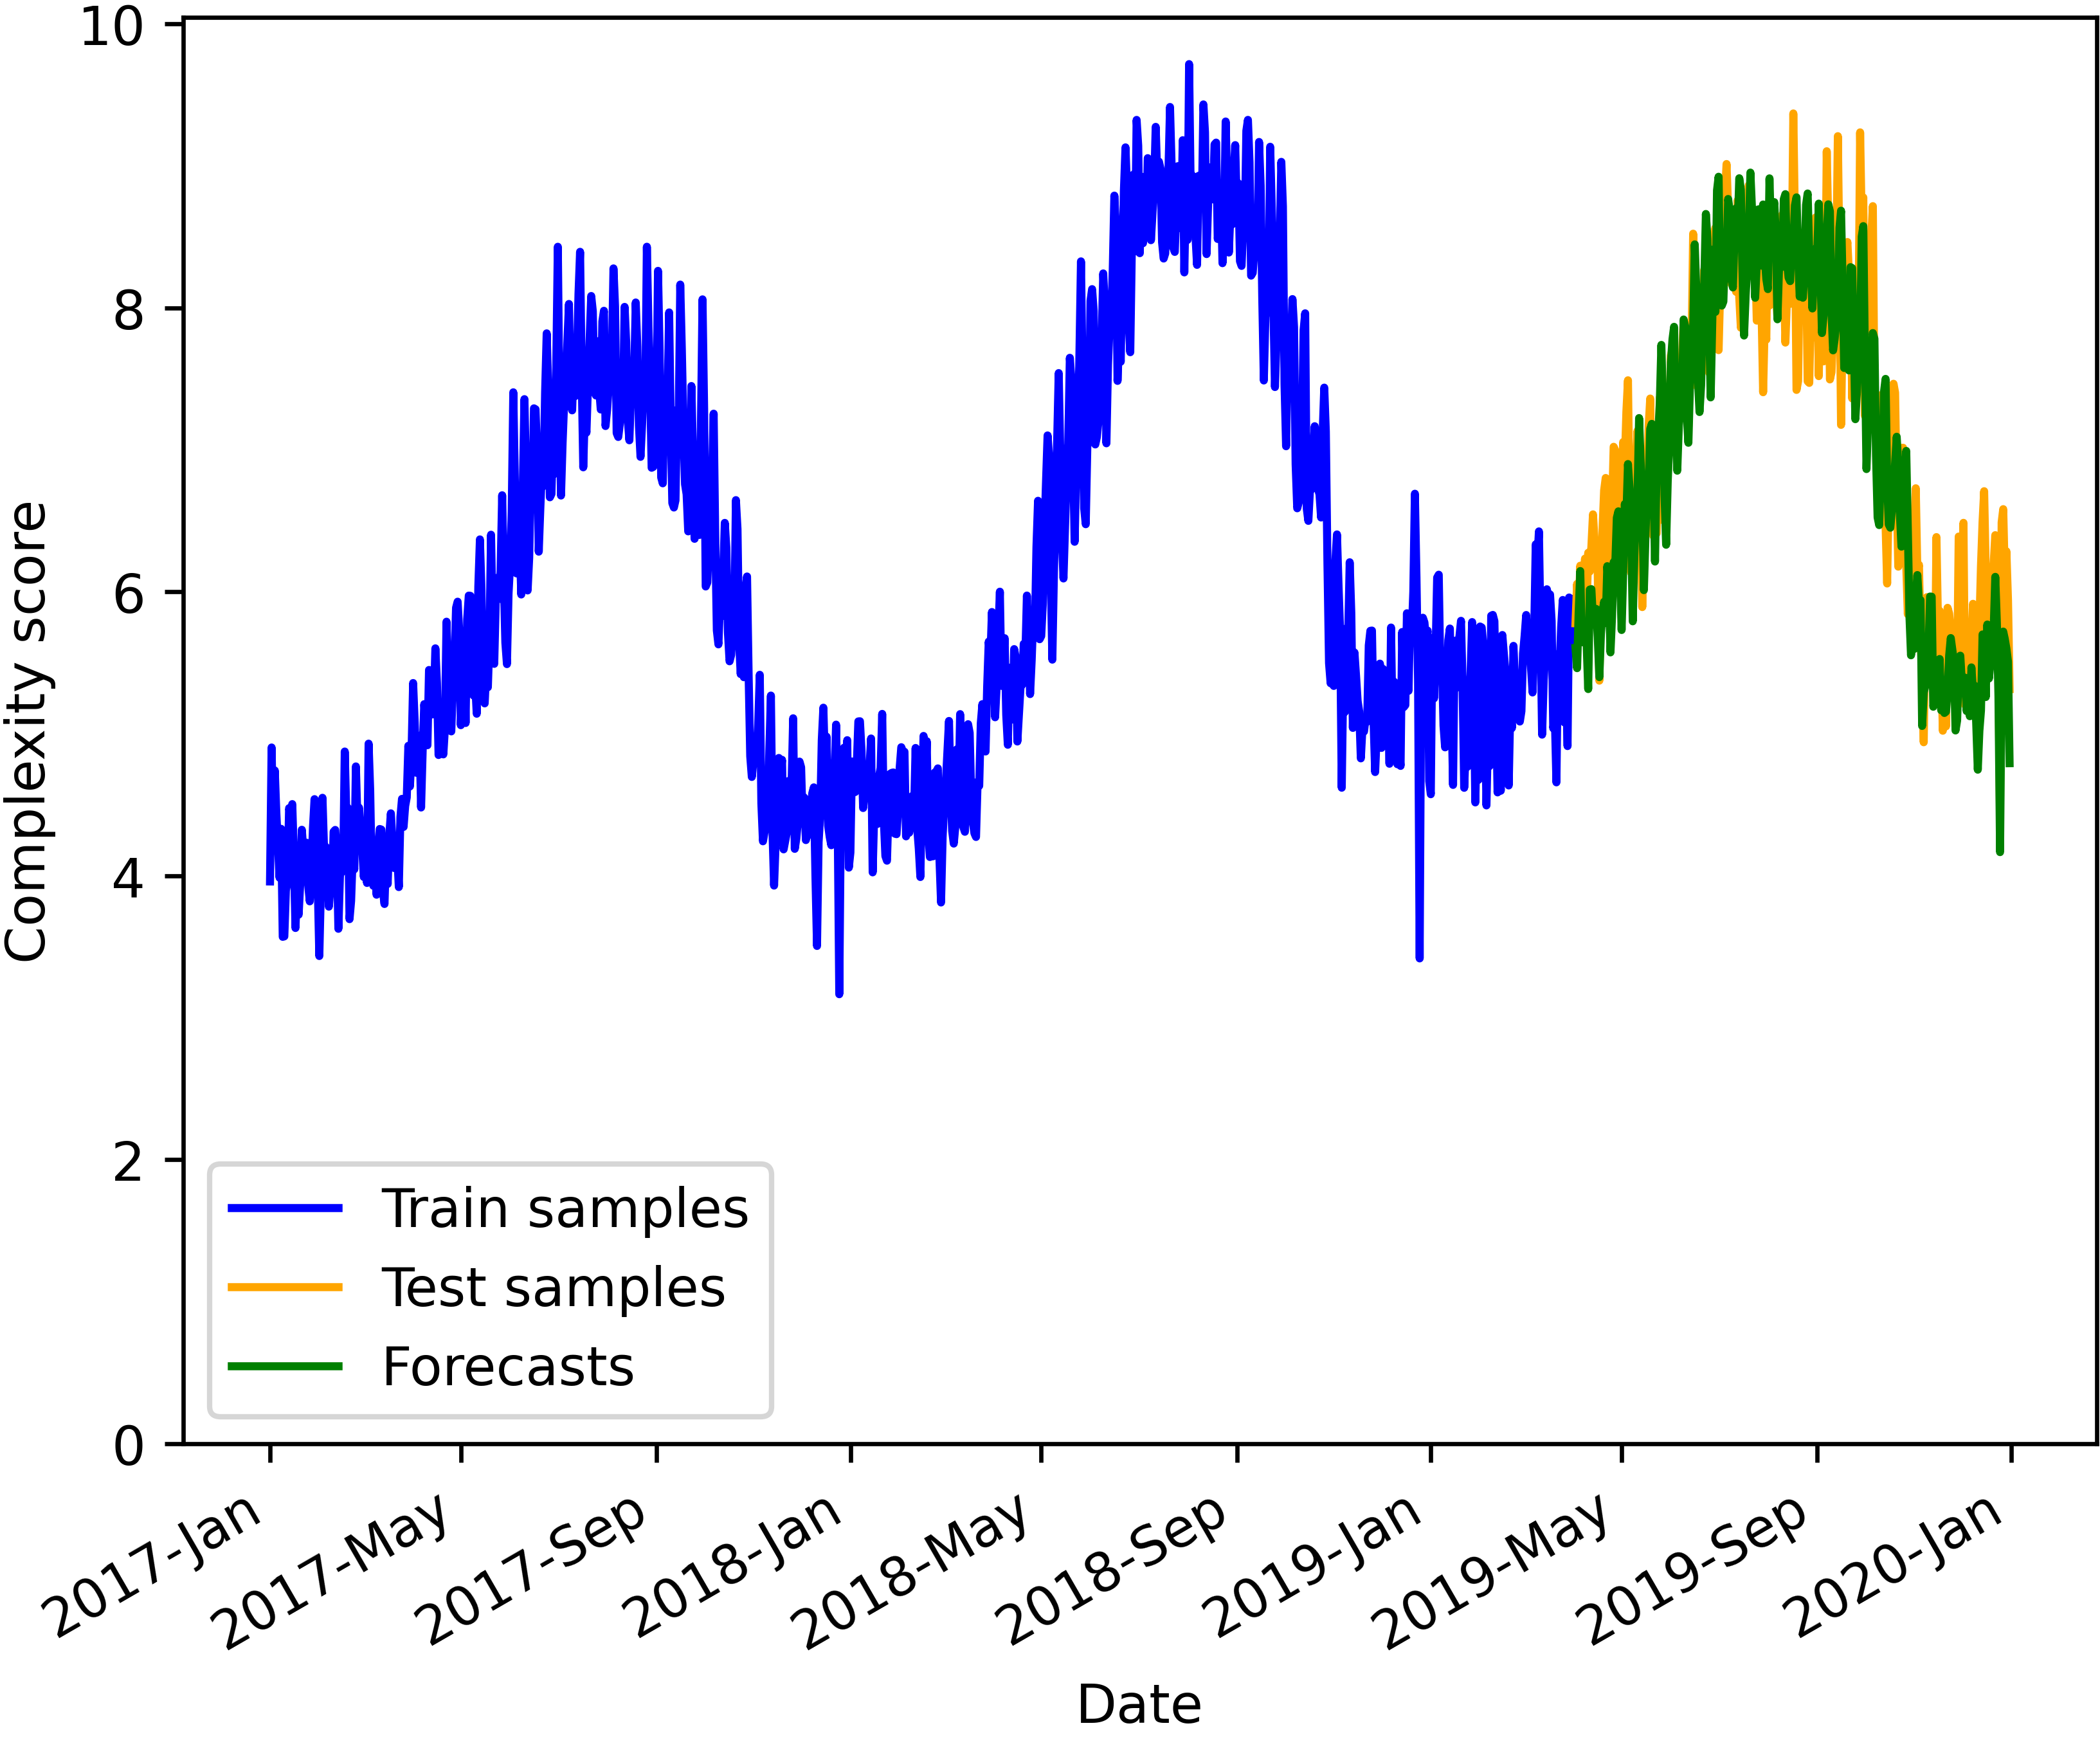 10
8
6
4
2
0
Complexity score
Train samples
Test samples
Forecasts
2017-Jan
2017-May
2017-Sep
2018-Jan
2018-May
2018-Sep
2019-Jan
2019-May
2019-Sep
2020-Jan
Date